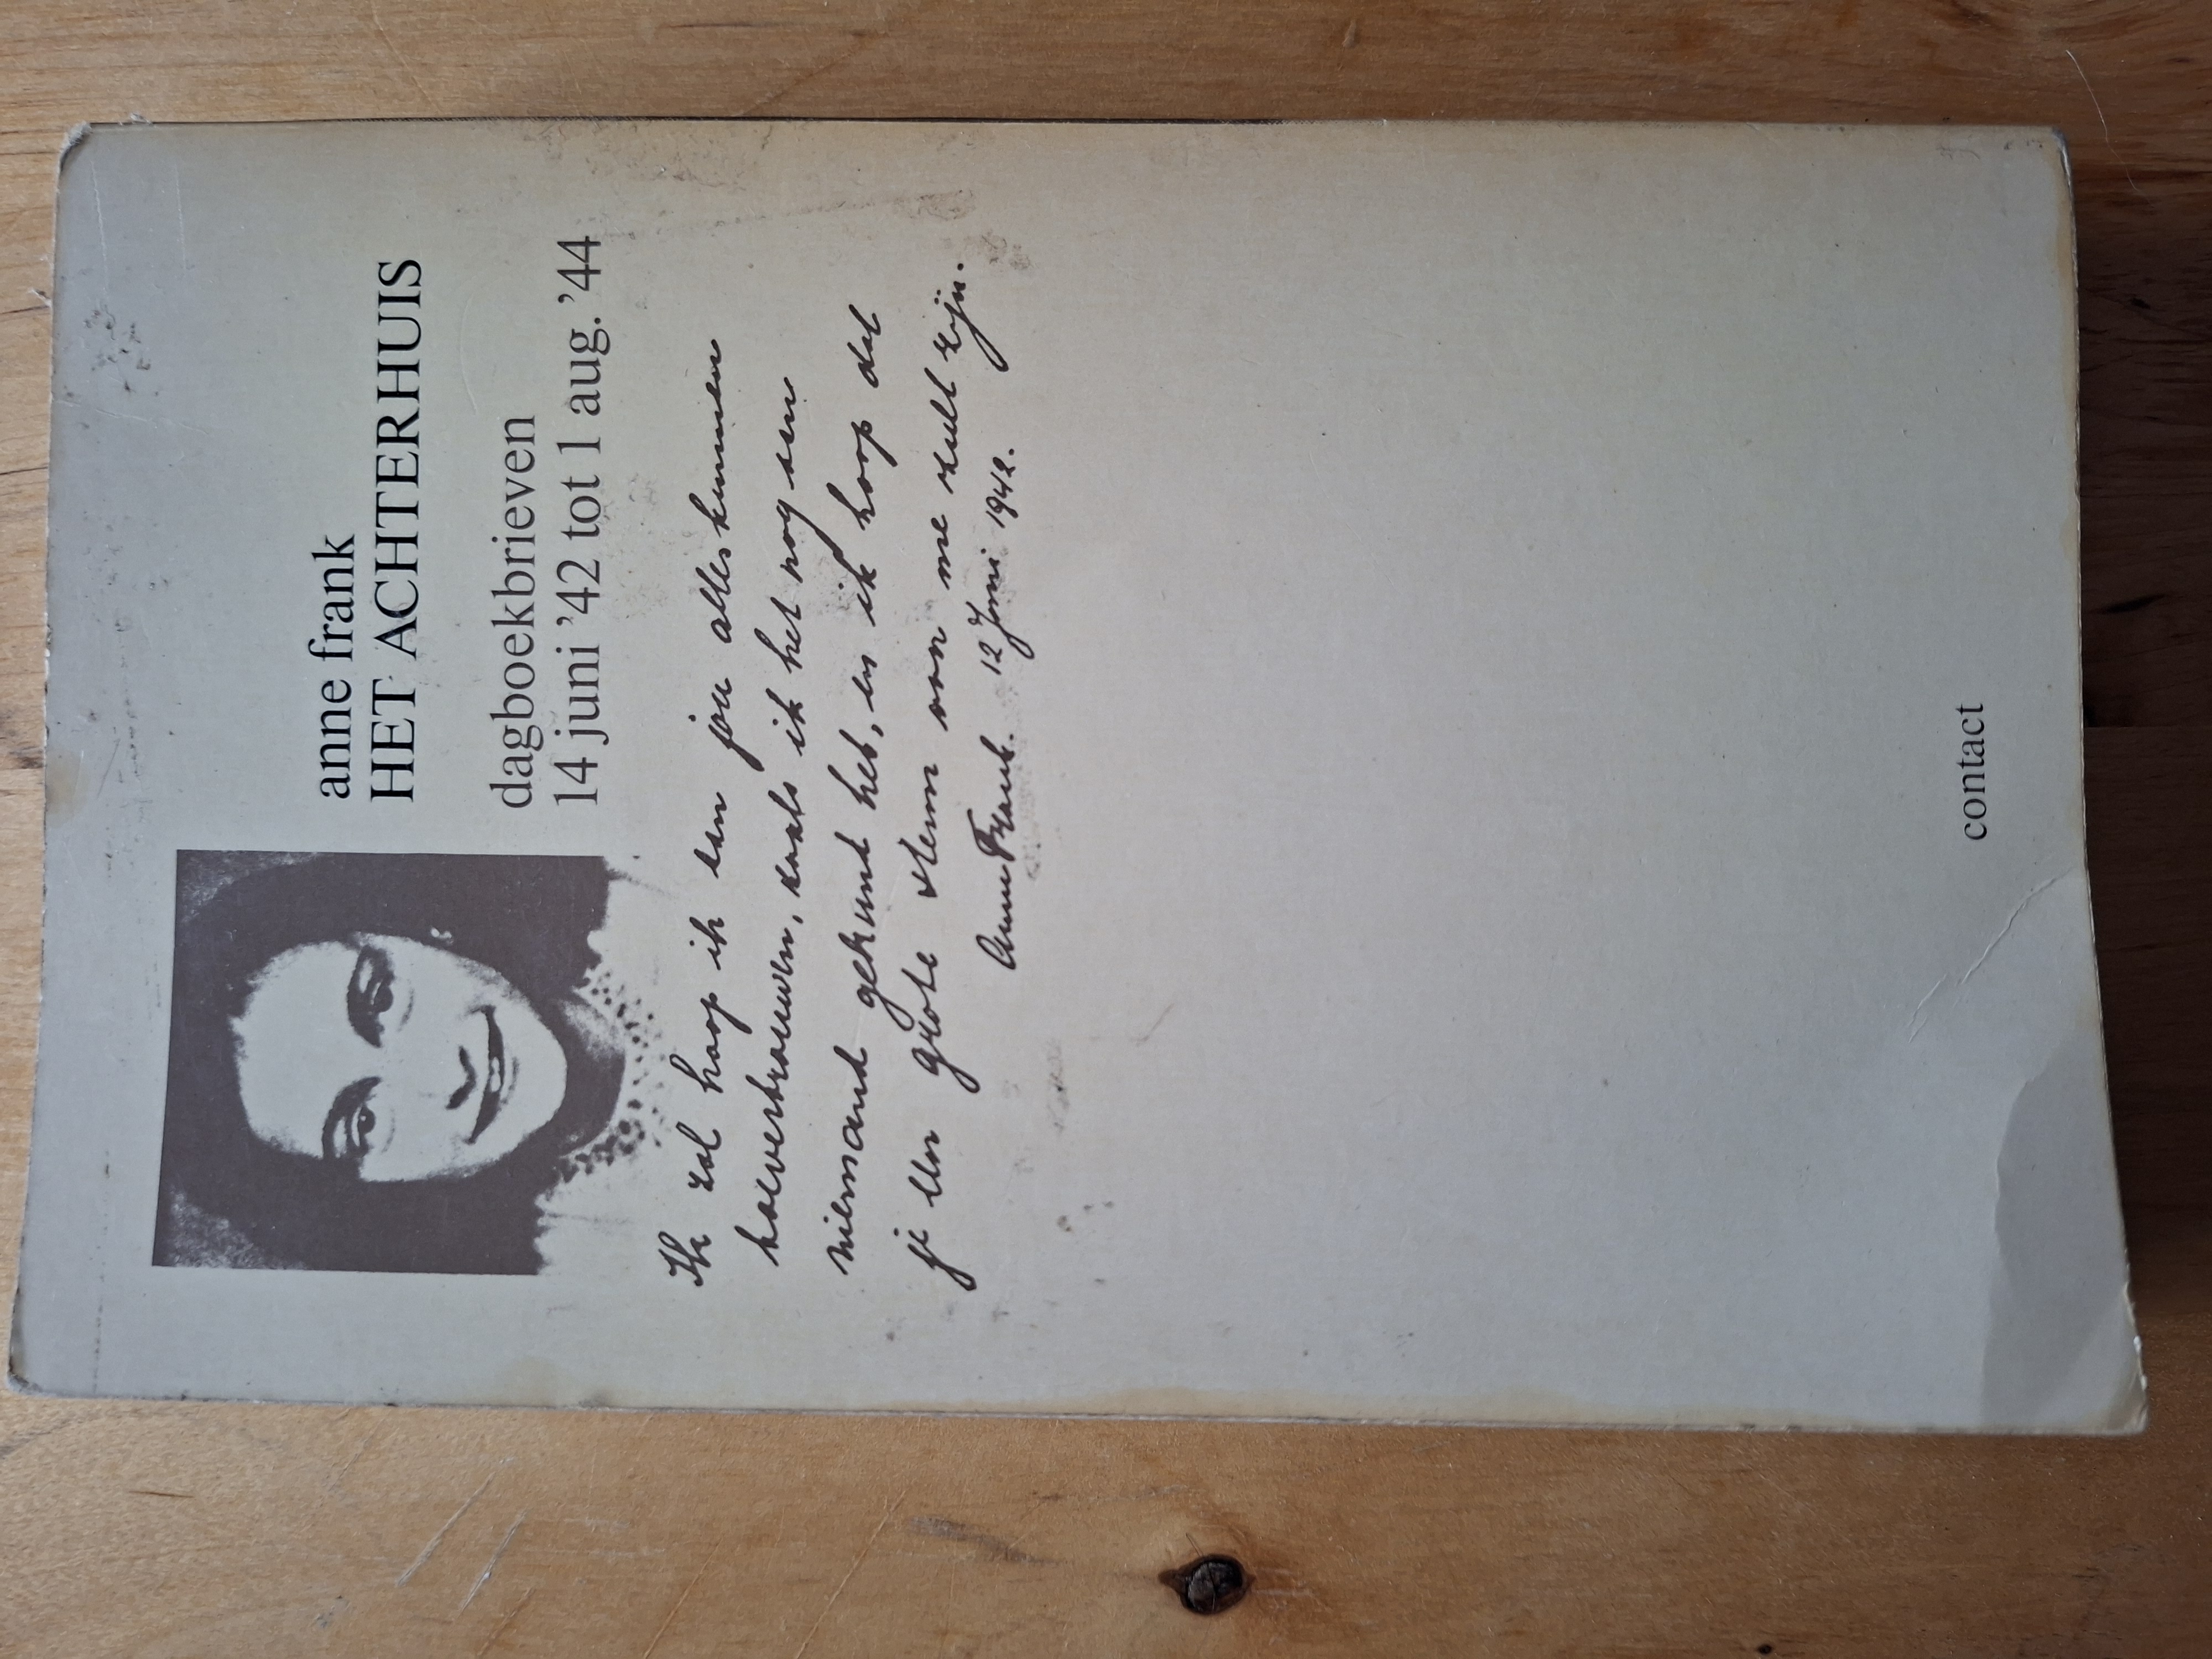 anne frank
HET ACHTERHUIS
dagboekbrieven
14 juni '42 tot 1 aug. '44
Ik zal hoop ik aan jou alles kunnen
toevertrouwen, zoals ik het nog aan
niemand gekund heb, en ik hoop dat
je een grote steun voor me zult zijn.
Anne Frank. 12 Juni 1942.
contact